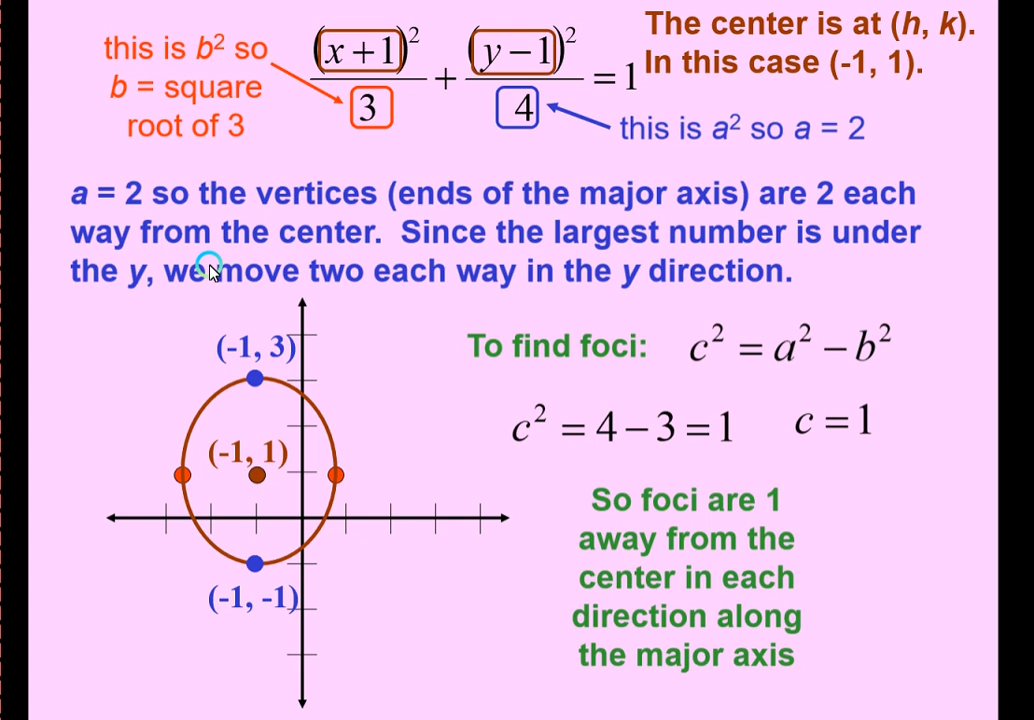 this is b² so
b = square
root of 3
(x + 1)²/3 + (y − 1)²/4 = 1
The center is at (h, k).
In this case (-1, 1).
this is a² so a = 2
a = 2 so the vertices (ends of the major axis) are 2 each
way from the center. Since the largest number is under
the y, we move two each way in the y direction.
(-1, 3)
(-1, 1)
(-1, -1)
To find foci: c² = a² − b²
c² = 4 − 3 = 1 c = 1
So foci are 1
away from the
center in each
direction along
the major axis